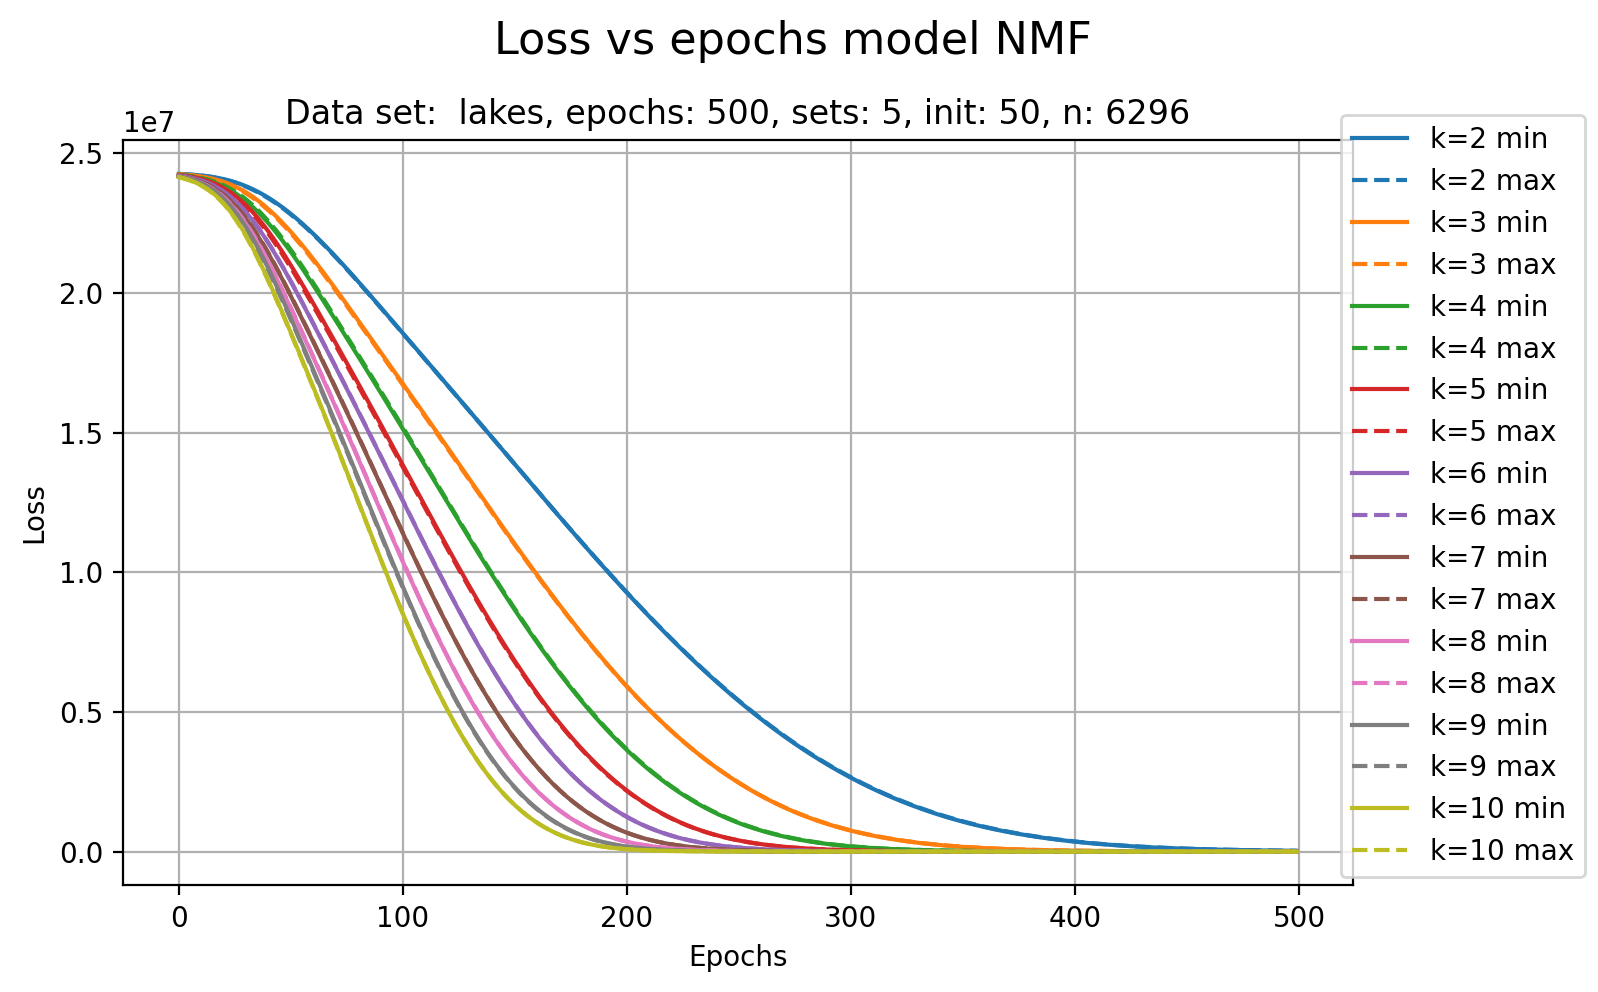 Loss vs epochs model NMF
Data set:  lakes, epochs: 500, sets: 5, init: 50, n: 6296
1e7
2.5
2.0
1.5
1.0
0.5
0.0
Loss
0 100 200 300 400 500
Epochs
k=2 min
k=2 max
k=3 min
k=3 max
k=4 min
k=4 max
k=5 min
k=5 max
k=6 min
k=6 max
k=7 min
k=7 max
k=8 min
k=8 max
k=9 min
k=9 max
k=10 min
k=10 max